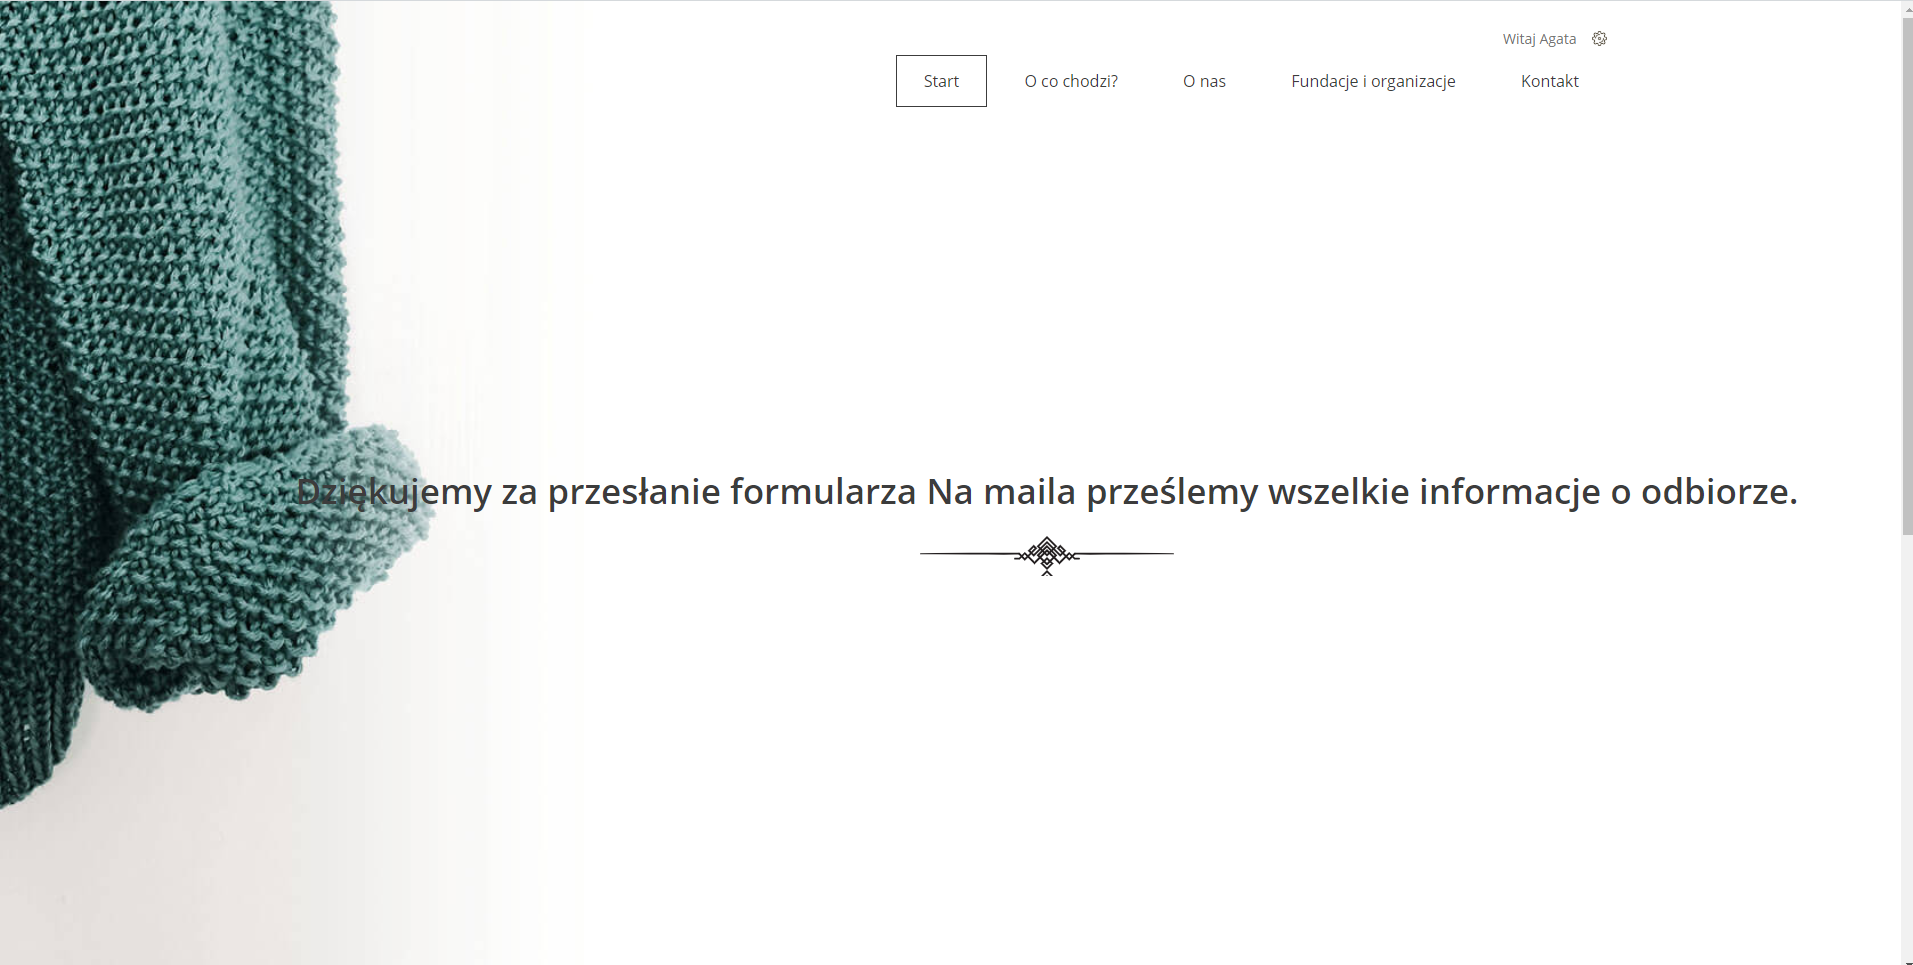 Witaj Agata
Start O co chodzi? O nas Fundacje i organizacje Kontakt
Dziękujemy za przesłanie formularza Na maila prześlemy wszelkie informacje o odbiorze.